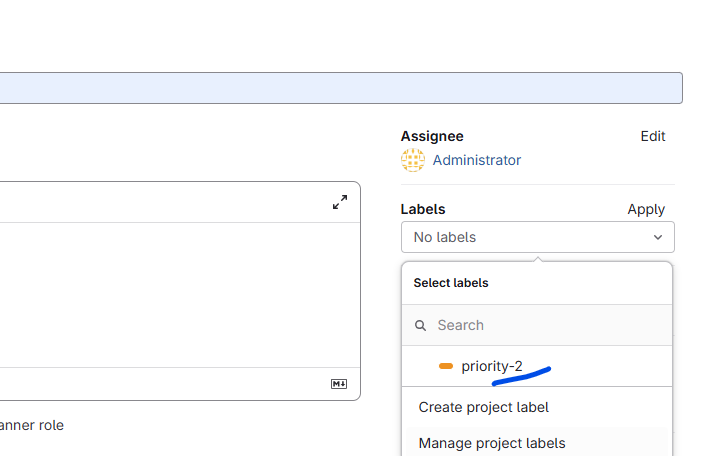 Assignee Edit
Administrator
Labels Apply
No labels
Select labels
Search
priority-2
Create project label
anner role
Manage project labels